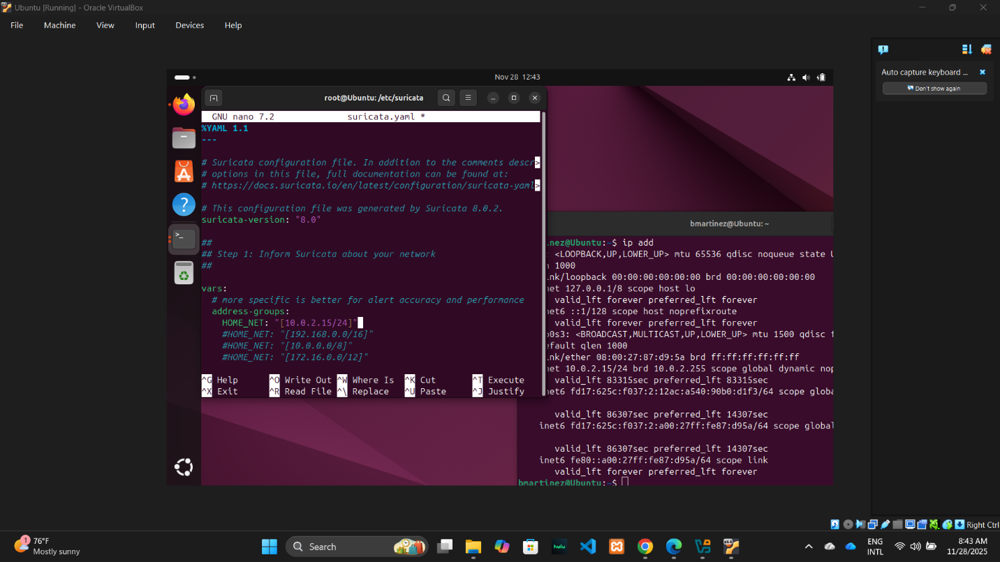 Ubuntu [Running] - Oracle VirtualBox
File Machine View Input Devices Help
Auto capture keyboard ...
Don't show again
Nov 28 12:43
root@Ubuntu: /etc/suricata
GNU nano 7.2 suricata.yaml *
%YAML 1.1
---
# Suricata configuration file. In addition to the comments descr>
# options in this file, full documentation can be found at:
# https://docs.suricata.io/en/latest/configuration/suricata-yaml>
# This configuration file was generated by Suricata 8.0.2.
suricata-version: "8.0"
##
## Step 1: Inform Suricata about your network
##
vars:
# more specific is better for alert accuracy and performance
address-groups:
HOME_NET: "[10.0.2.15/24]"
#HOME_NET: "[192.168.0.0/16]"
#HOME_NET: "[10.0.0.0/8]"
#HOME_NET: "[172.16.0.0/12]"
^G Help ^O Write Out ^W Where Is ^K Cut ^T Execute
^X Exit ^R Read File ^\ Replace ^U Paste ^J Justify
bmartinez@Ubuntu: ~
inez@Ubuntu:~$ ip add
: <LOOPBACK,UP,LOWER_UP> mtu 65536 qdisc noqueue state U
n 1000
ink/loopback 00:00:00:00:00:00 brd 00:00:00:00:00:00
net 127.0.0.1/8 scope host lo
valid_lft forever preferred_lft forever
net6 ::1/128 scope host noprefixroute
valid_lft forever preferred_lft forever
p0s3: <BROADCAST,MULTICAST,UP,LOWER_UP> mtu 1500 qdisc f
efault qlen 1000
ink/ether 08:00:27:87:d9:5a brd ff:ff:ff:ff:ff:ff
net 10.0.2.15/24 brd 10.0.2.255 scope global dynamic nop
valid_lft 83315sec preferred_lft 83315sec
net6 fd17:625c:f037:2:12ac:a540:90b0:d1f3/64 scope globa
valid_lft 86307sec preferred_lft 14307sec
inet6 fd17:625c:f037:2:a00:27ff:fe87:d95a/64 scope global
valid_lft 86307sec preferred_lft 14307sec
inet6 fe80::a00:27ff:fe87:d95a/64 scope link
valid_lft forever preferred_lft forever
bmartinez@Ubuntu:~$
Right Ctrl
1
76°F
Mostly sunny
Search
hulu
ENG
INTL
8:43 AM
11/28/2025